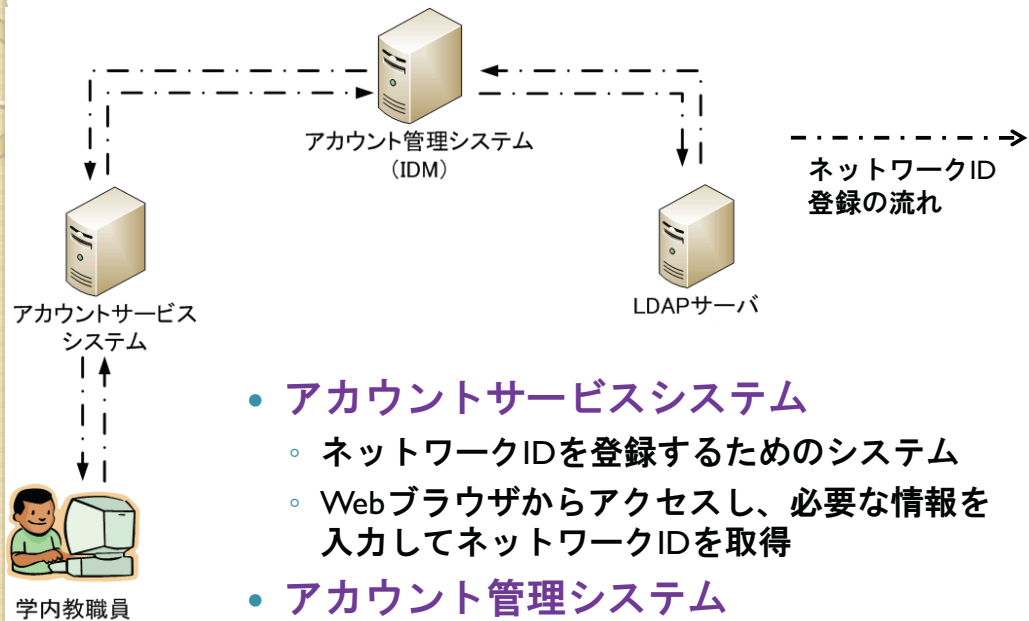 アカウント管理システム
（IDM）
ネットワークID
登録の流れ
アカウントサービス
システム
LDAPサーバ
学内教職員
• アカウントサービスシステム
◦ ネットワークIDを登録するためのシステム
◦ Webブラウザからアクセスし、必要な情報を
入力してネットワークIDを取得
• アカウント管理システム